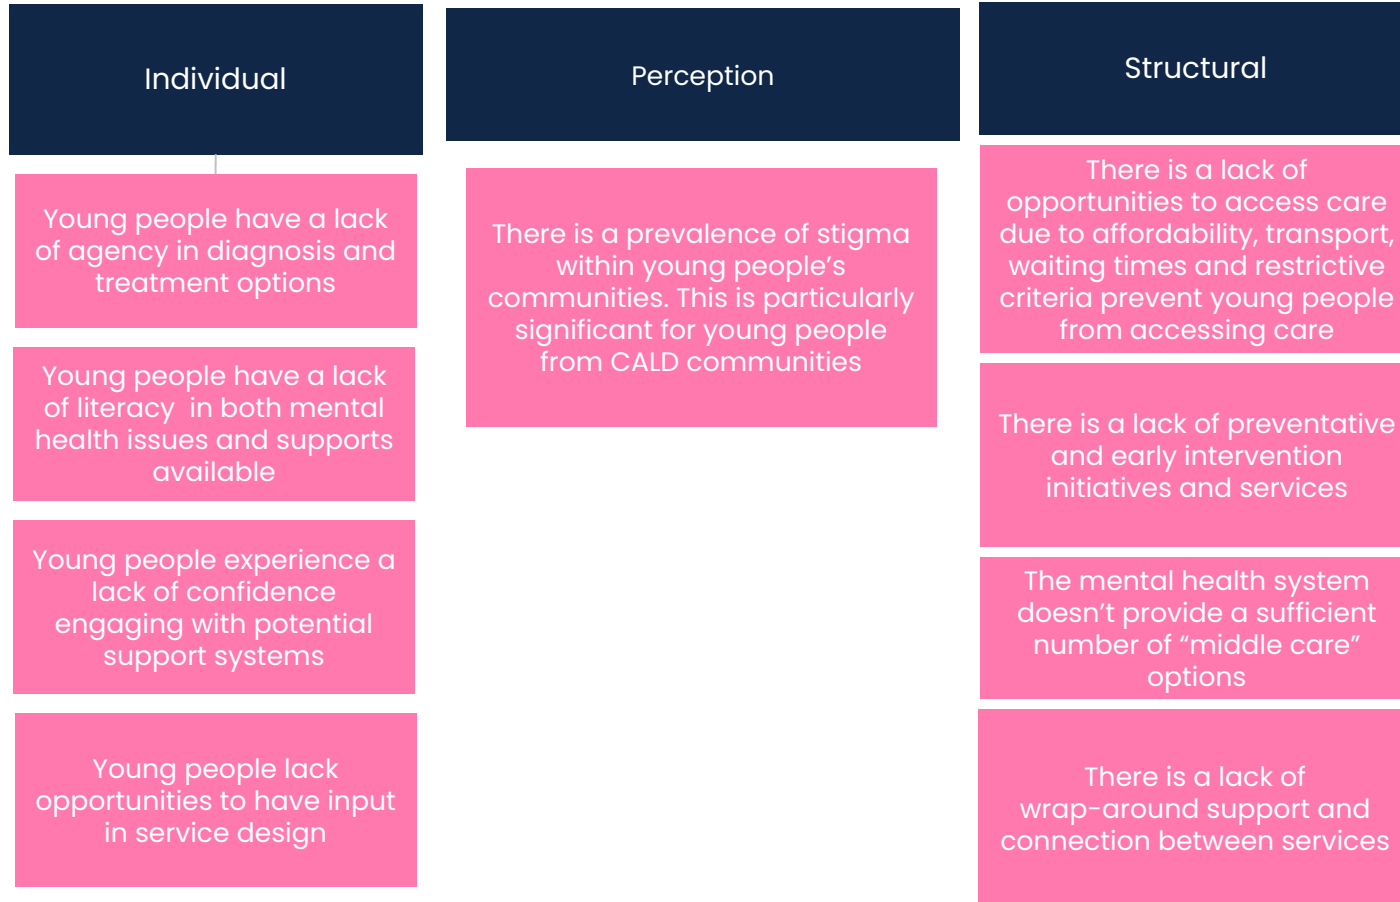 Individual
Young people have a lack
of agency in diagnosis and
treatment options
Young people have a lack
of literacy  in both mental
health issues and supports
available
Young people experience a
lack of confidence
engaging with potential
support systems
Young people lack
opportunities to have input
in service design
Perception
There is a prevalence of stigma
within young people’s
communities. This is particularly
significant for young people
from CALD communities
Structural
There is a lack of
opportunities to access care
due to affordability, transport,
waiting times and restrictive
criteria prevent young people
from accessing care
There is a lack of preventative
and early intervention
initiatives and services
The mental health system
doesn’t provide a sufficient
number of “middle care”
options
There is a lack of
wrap-around support and
connection between services